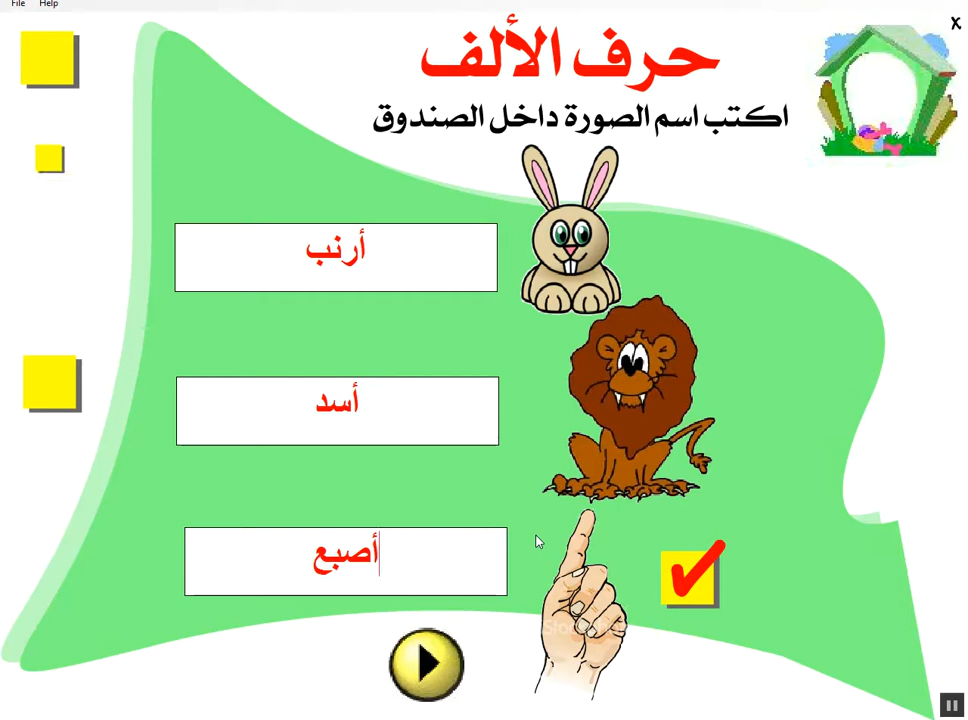 File Help
x
حرف الألف
اكتب اسم الصورة داخل الصندوق
أرنب
أسد
أصبع